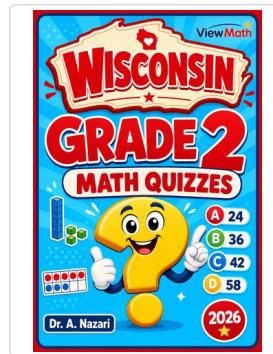 ViewMath
WISCONSIN
GRADE 2
MATH QUIZZES
A 24
B 36
C 42
D 58
Dr. A. Nazari
2026